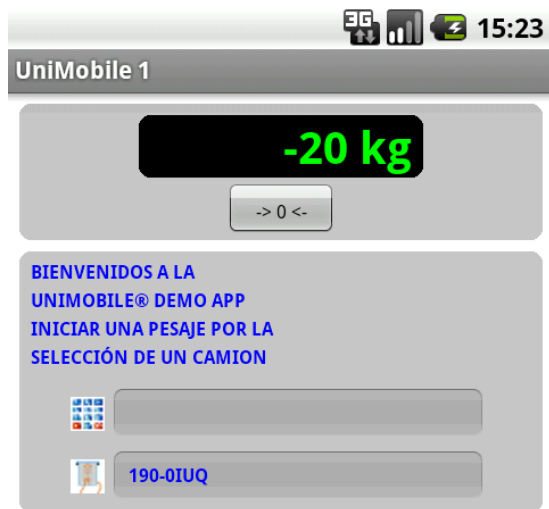 3G
15:23
UniMobile 1
-20 kg
-> 0 <-
BIENVENIDOS A LA
UNIMOBILE® DEMO APP
INICIAR UNA PESAJE POR LA
SELECCIÓN DE UN CAMION
190-0IUQ